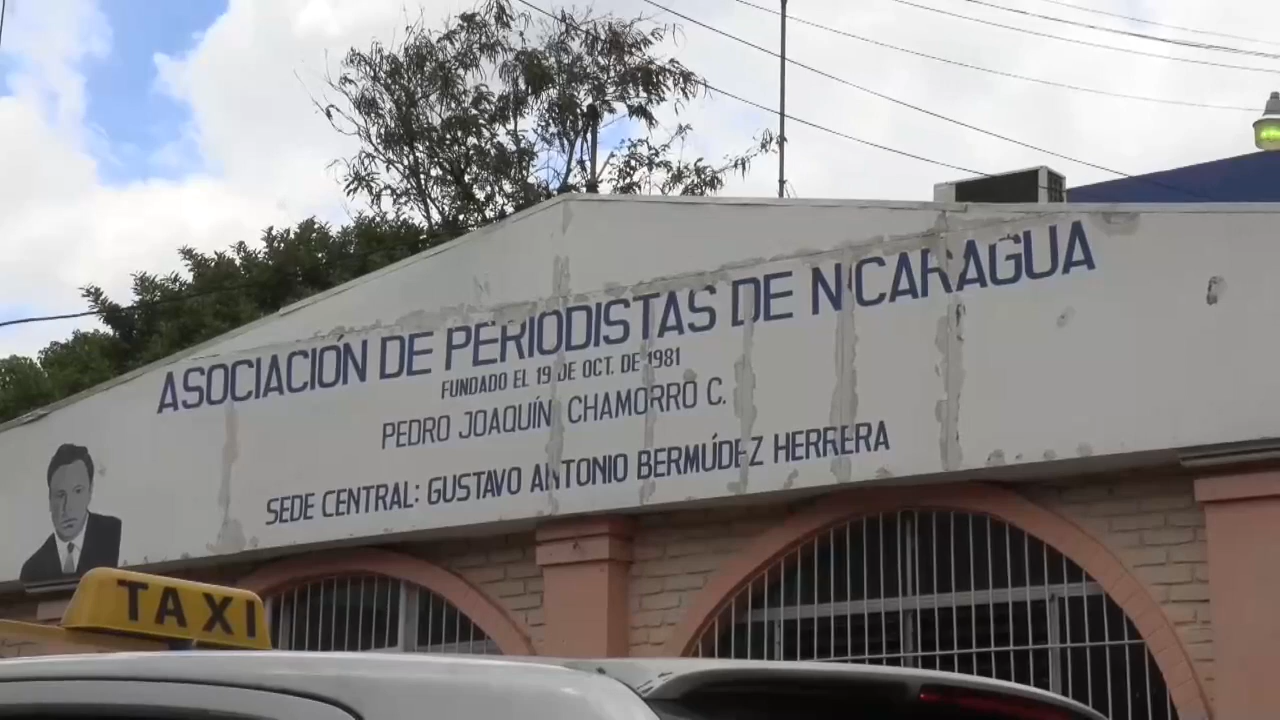 ASOCIACIÓN DE PERIODISTAS DE NICARAGUA
FUNDADO EL 19 DE OCT. DE 1981
PEDRO JOAQUÍN CHAMORRO C.
SEDE CENTRAL: GUSTAVO ANTONIO BERMÚDEZ HERRERA
TAXI